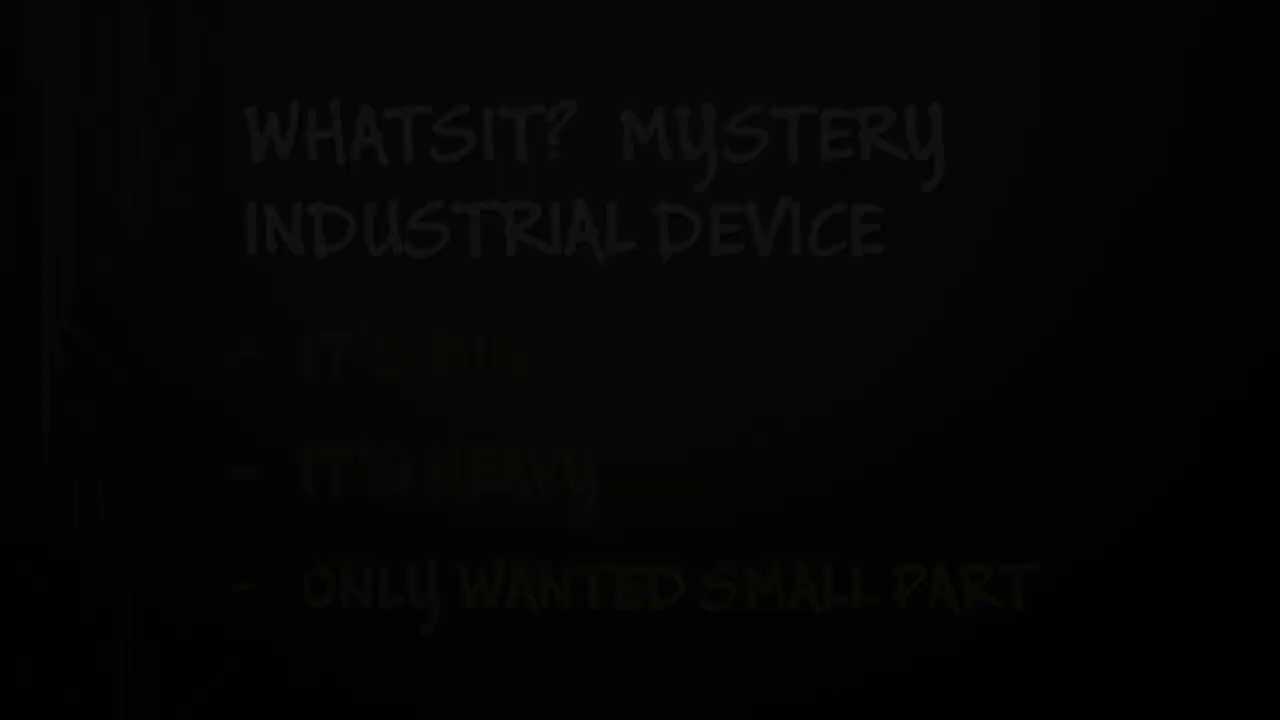 WHATSIT? MYSTERY
INDUSTRIAL DEVICE
- IT'S BIG
- IT'S HEAVY
- ONLY WANTED SMALL PART